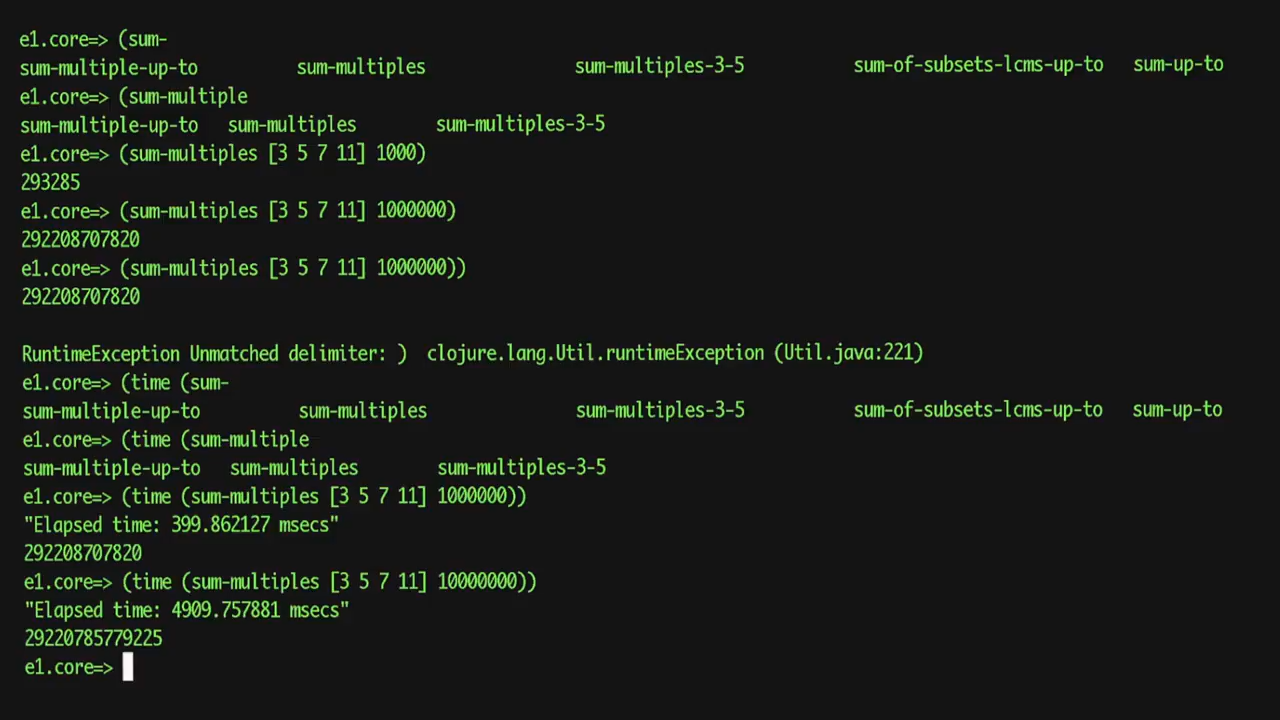 e1.core=> (sum-
sum-multiple-up-to sum-multiples sum-multiples-3-5 sum-of-subsets-lcms-up-to sum-up-to
e1.core=> (sum-multiple
sum-multiple-up-to sum-multiples sum-multiples-3-5
e1.core=> (sum-multiples [3 5 7 11] 1000)
293285
e1.core=> (sum-multiples [3 5 7 11] 1000000)
292208707820
e1.core=> (sum-multiples [3 5 7 11] 1000000))
292208707820
RuntimeException Unmatched delimiter: ) clojure.lang.Util.runtimeException (Util.java:221)
e1.core=> (time (sum-
sum-multiple-up-to sum-multiples sum-multiples-3-5 sum-of-subsets-lcms-up-to sum-up-to
e1.core=> (time (sum-multiple
sum-multiple-up-to sum-multiples sum-multiples-3-5
e1.core=> (time (sum-multiples [3 5 7 11] 1000000))
"Elapsed time: 399.862127 msecs"
292208707820
e1.core=> (time (sum-multiples [3 5 7 11] 10000000))
"Elapsed time: 4909.757881 msecs"
29220785779225
e1.core=>